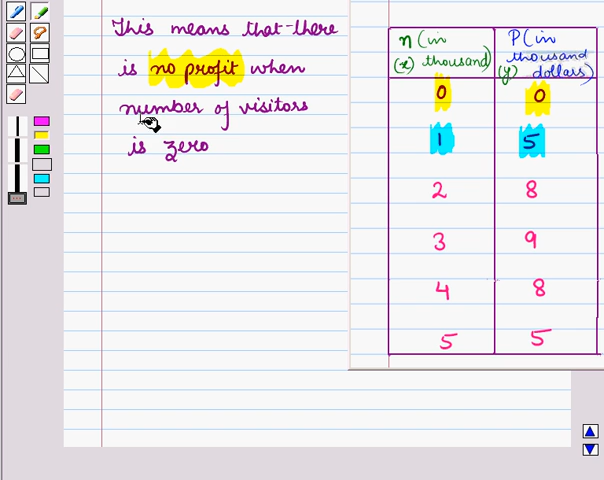 This means that there
is no profit when
number of visitors
is zero
n (in P (in
(x) thousand) thousand
(y) dollars)
0 0
1 5
2 8
3 9
4 8
5 5